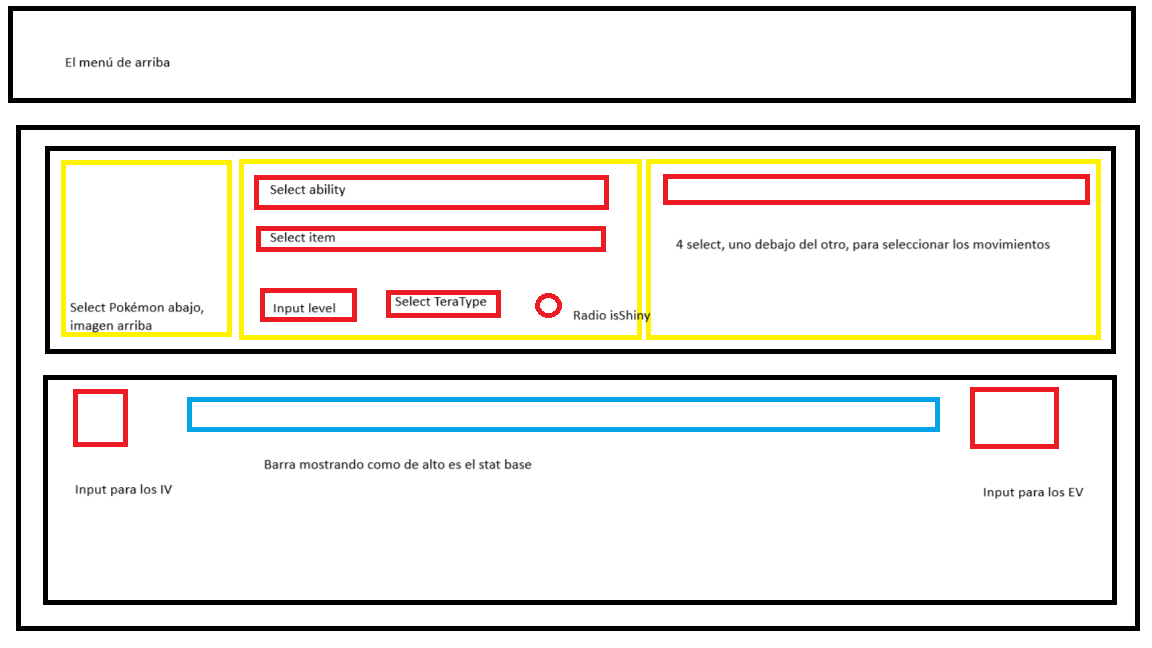 El menú de arriba
Select ability
Select item
4 select, uno debajo del otro, para seleccionar los movimientos
Select Pokémon abajo,
imagen arriba
Input level
Select TeraType
Radio isShiny
Barra mostrando como de alto es el stat base
Input para los IV
Input para los EV